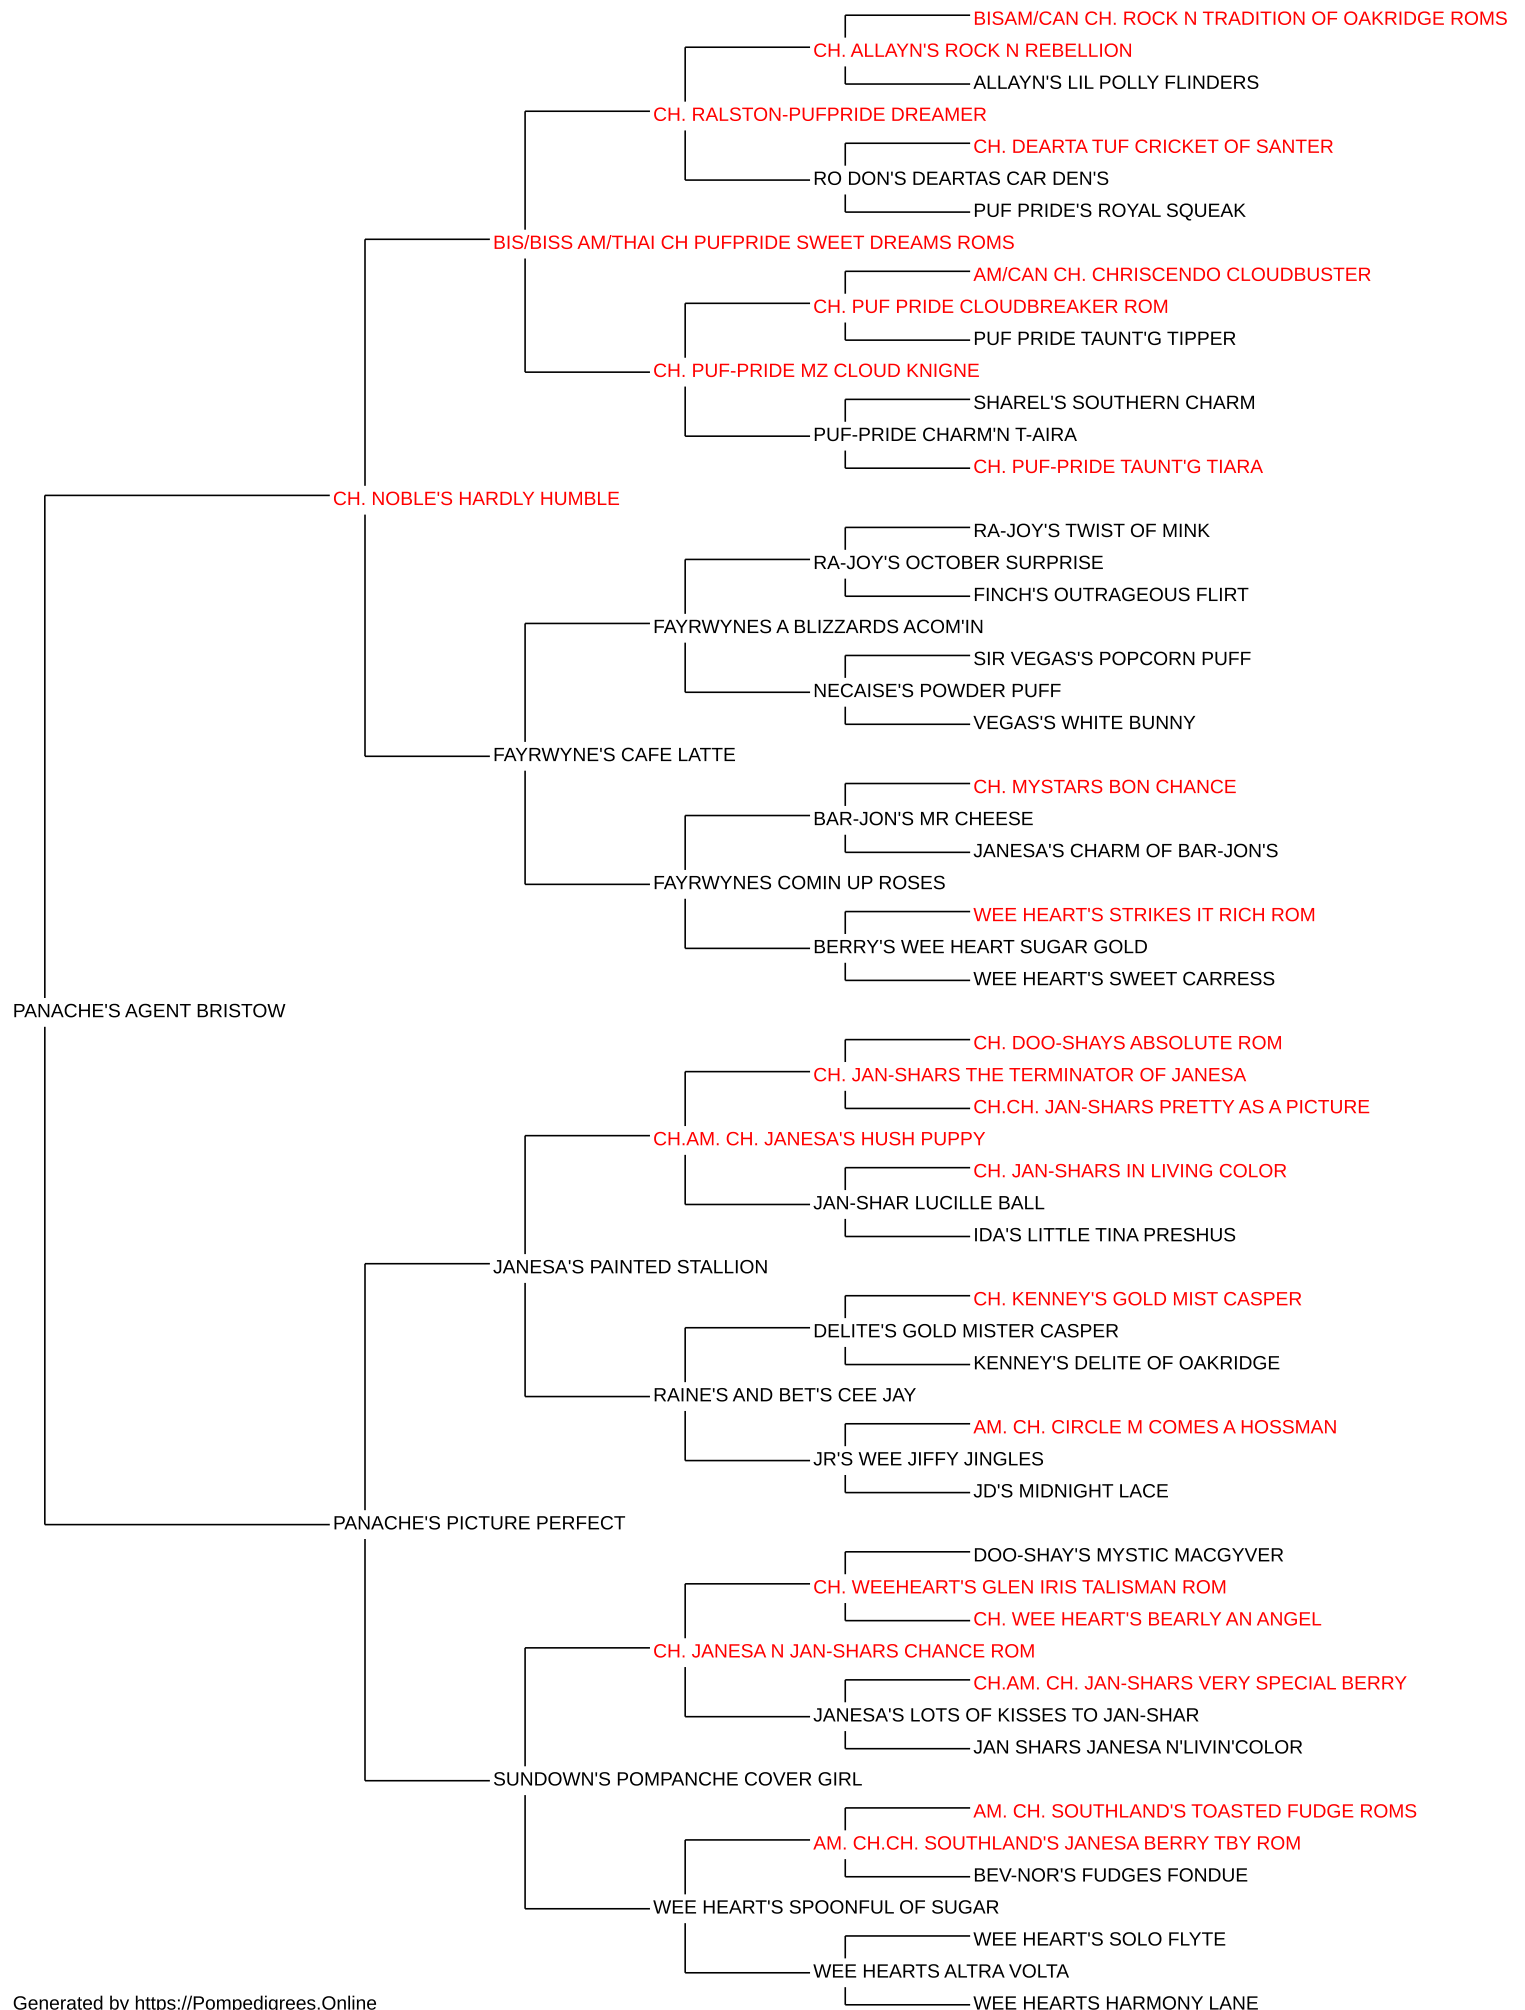 BISAM/CAN CH. ROCK N TRADITION OF OAKRIDGE ROMS
CH. ALLAYN'S ROCK N REBELLION
ALLAYN'S LIL POLLY FLINDERS
CH. RALSTON-PUFPRIDE DREAMER
CH. DEARTA TUF CRICKET OF SANTER
RO DON'S DEARTAS CAR DEN'S
PUF PRIDE'S ROYAL SQUEAK
BIS/BISS AM/THAI CH PUFPRIDE SWEET DREAMS ROMS
AM/CAN CH. CHRISCENDO CLOUDBUSTER
CH. PUF PRIDE CLOUDBREAKER ROM
PUF PRIDE TAUNT'G TIPPER
CH. PUF-PRIDE MZ CLOUD KNIGNE
SHAREL'S SOUTHERN CHARM
PUF-PRIDE CHARM'N T-AIRA
CH. PUF-PRIDE TAUNT'G TIARA
CH. NOBLE'S HARDLY HUMBLE
RA-JOY'S TWIST OF MINK
RA-JOY'S OCTOBER SURPRISE
FINCH'S OUTRAGEOUS FLIRT
FAYRWYNES A BLIZZARDS ACOM'IN
SIR VEGAS'S POPCORN PUFF
NECAISE'S POWDER PUFF
VEGAS'S WHITE BUNNY
FAYRWYNE'S CAFE LATTE
CH. MYSTARS BON CHANCE
BAR-JON'S MR CHEESE
JANESA'S CHARM OF BAR-JON'S
FAYRWYNES COMIN UP ROSES
WEE HEART'S STRIKES IT RICH ROM
BERRY'S WEE HEART SUGAR GOLD
WEE HEART'S SWEET CARRESS
PANACHE'S AGENT BRISTOW
CH. DOO-SHAYS ABSOLUTE ROM
CH. JAN-SHARS THE TERMINATOR OF JANESA
CH.CH. JAN-SHARS PRETTY AS A PICTURE
CH.AM. CH. JANESA'S HUSH PUPPY
CH. JAN-SHARS IN LIVING COLOR
JAN-SHAR LUCILLE BALL
IDA'S LITTLE TINA PRESHUS
JANESA'S PAINTED STALLION
CH. KENNEY'S GOLD MIST CASPER
DELITE'S GOLD MISTER CASPER
KENNEY'S DELITE OF OAKRIDGE
RAINE'S AND BET'S CEE JAY
AM. CH. CIRCLE M COMES A HOSSMAN
JR'S WEE JIFFY JINGLES
JD'S MIDNIGHT LACE
PANACHE'S PICTURE PERFECT
DOO-SHAY'S MYSTIC MACGYVER
CH. WEEHEART'S GLEN IRIS TALISMAN ROM
CH. WEE HEART'S BEARLY AN ANGEL
CH. JANESA N JAN-SHARS CHANCE ROM
CH.AM. CH. JAN-SHARS VERY SPECIAL BERRY
JANESA'S LOTS OF KISSES TO JAN-SHAR
JAN SHARS JANESA N'LIVIN'COLOR
SUNDOWN'S POMPANCHE COVER GIRL
AM. CH. SOUTHLAND'S TOASTED FUDGE ROMS
AM. CH.CH. SOUTHLAND'S JANESA BERRY TBY ROM
BEV-NOR'S FUDGES FONDUE
WEE HEART'S SPOONFUL OF SUGAR
WEE HEART'S SOLO FLYTE
WEE HEARTS ALTRA VOLTA
WEE HEARTS HARMONY LANE
Generated by https://Pompedigrees.Online